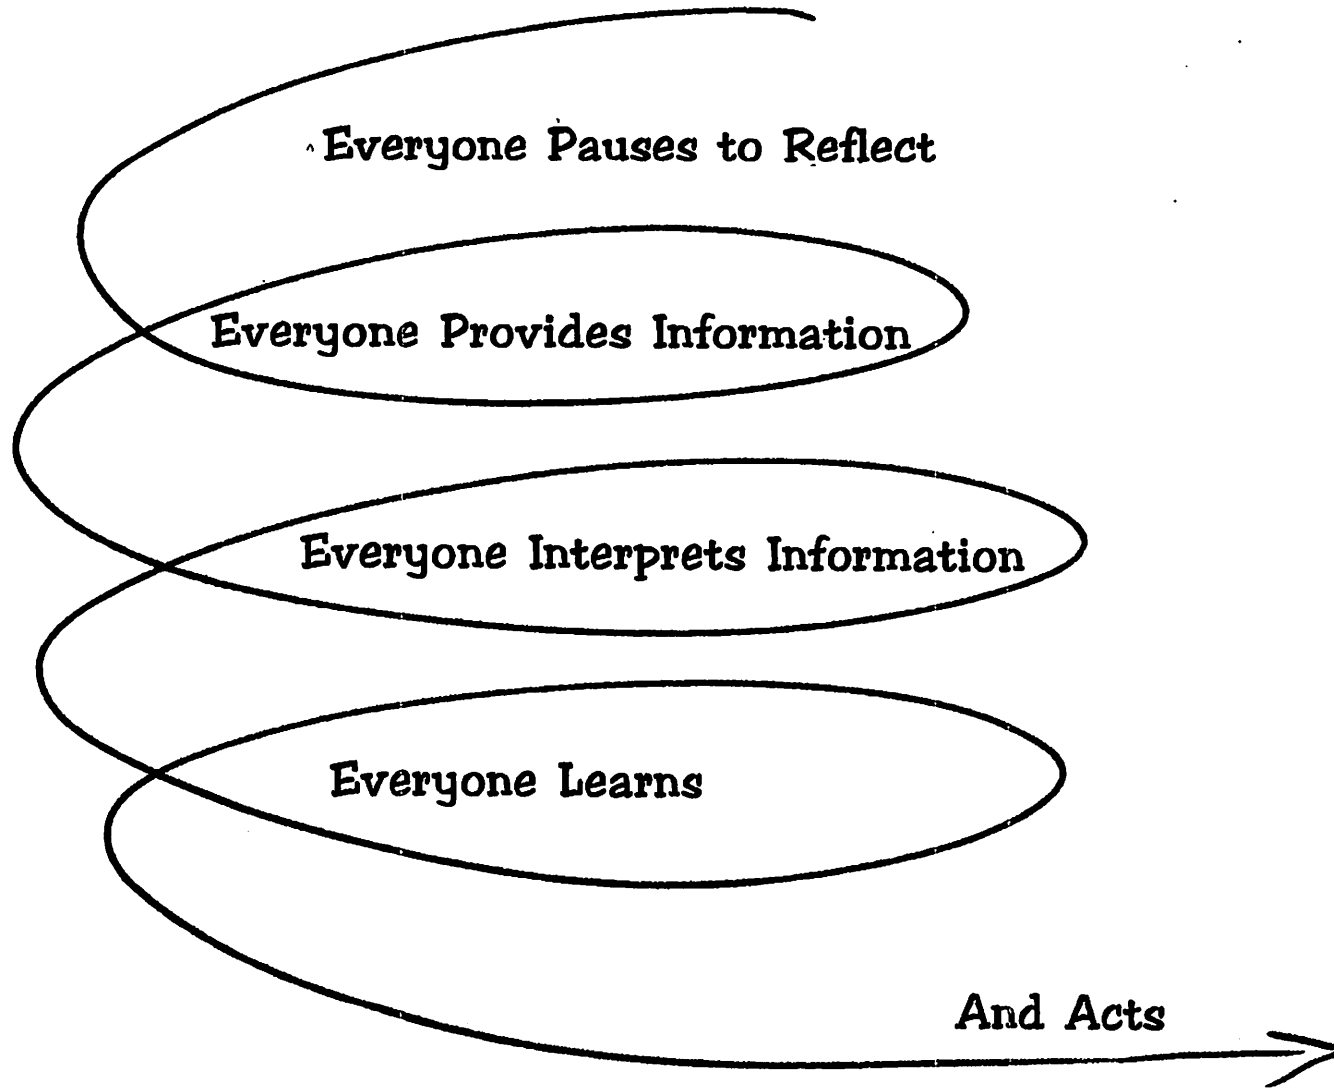 Everyone Pauses to Reflect
Everyone Provides Information
Everyone Interprets Information
Everyone Learns
And Acts